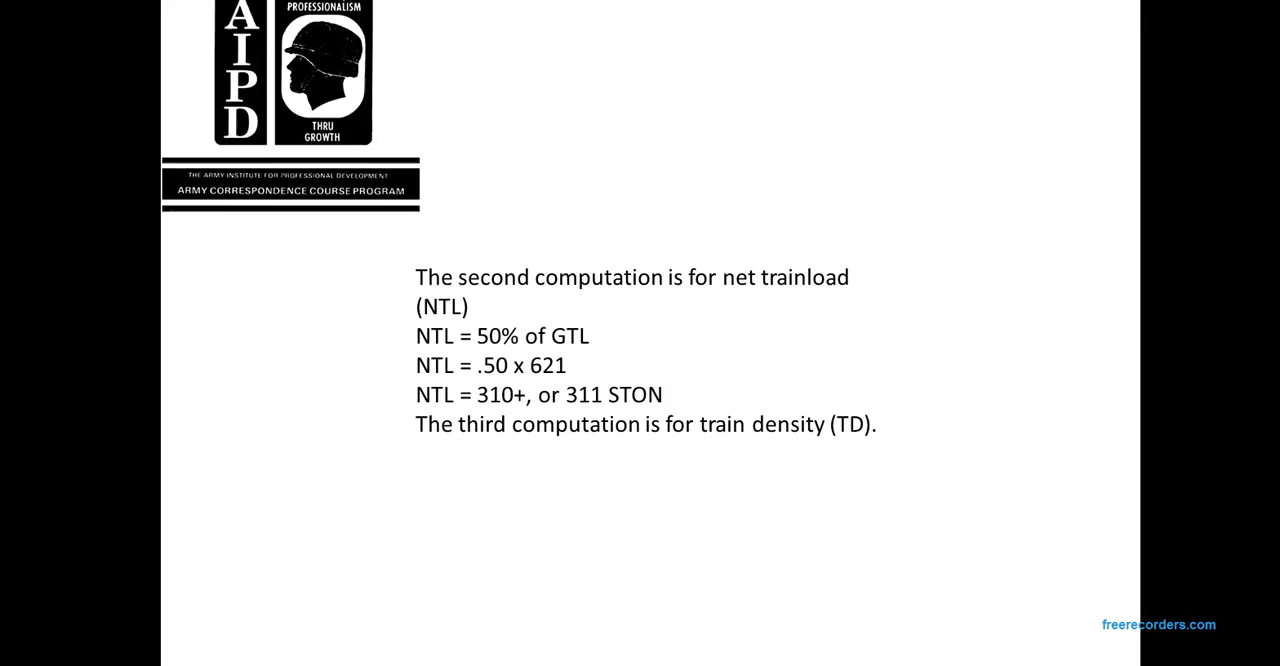 AIPD
PROFESSIONALISM
THRU
GROWTH
THE ARMY INSTITUTE FOR PROFESSIONAL DEVELOPMENT
ARMY CORRESPONDENCE COURSE PROGRAM
The second computation is for net trainload
(NTL)
NTL = 50% of GTL
NTL = .50 x 621
NTL = 310+, or 311 STON
The third computation is for train density (TD).
freerecorders.com